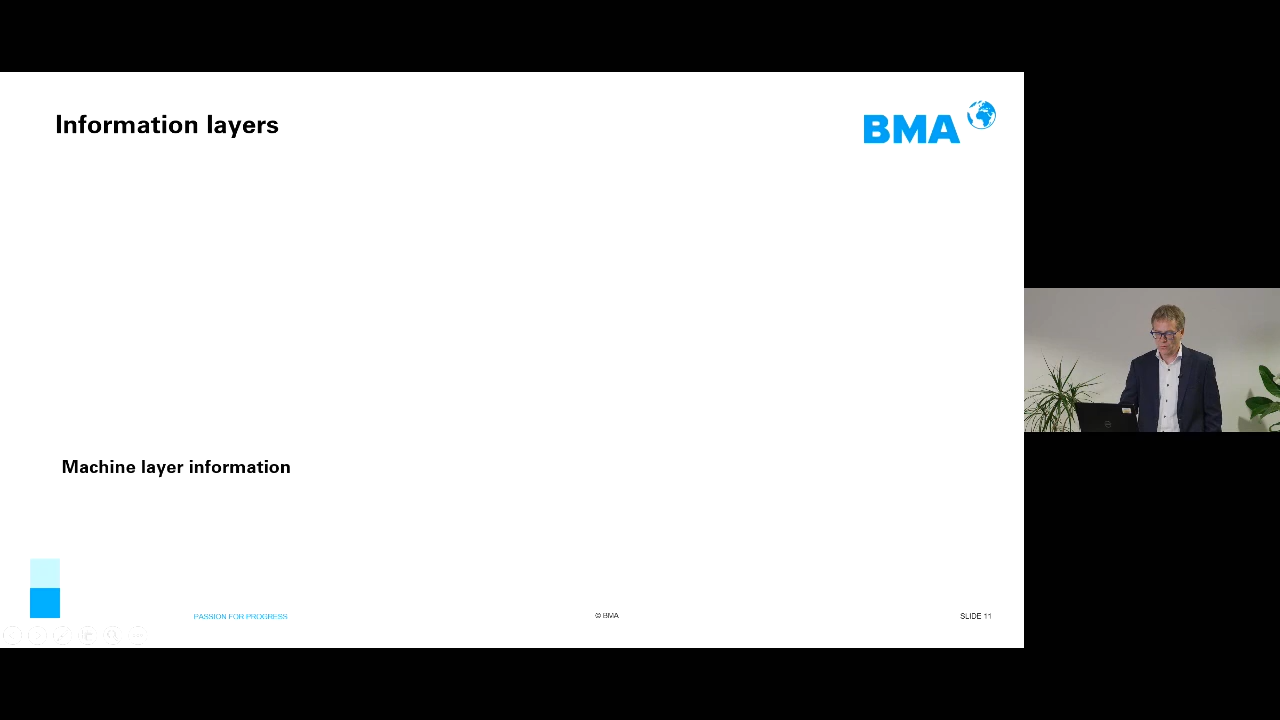 Information layers
BMA
Machine layer information
PASSION FOR PROGRESS
© BMA
SLIDE 11